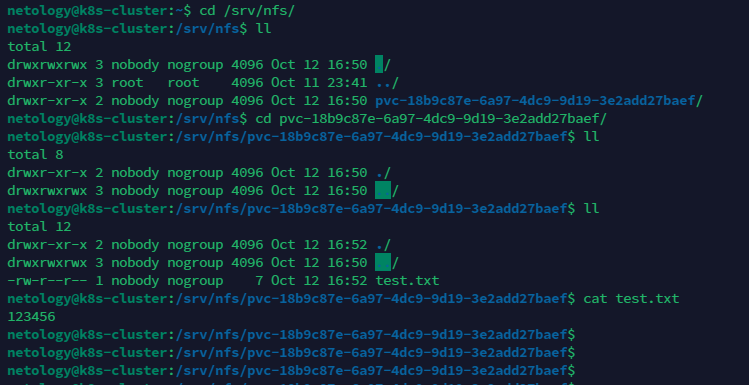 netology@k8s-cluster:~$ cd /srv/nfs/
netology@k8s-cluster:/srv/nfs$ ll
total 12
drwxrwxrwx 3 nobody nogroup 4096 Oct 12 16:50 ./
drwxr-xr-x 3 root   root    4096 Oct 11 23:41 ../
drwxr-xr-x 2 nobody nogroup 4096 Oct 12 16:50 pvc-18b9c87e-6a97-4dc9-9d19-3e2add27baef/
netology@k8s-cluster:/srv/nfs$ cd pvc-18b9c87e-6a97-4dc9-9d19-3e2add27baef/
netology@k8s-cluster:/srv/nfs/pvc-18b9c87e-6a97-4dc9-9d19-3e2add27baef$ ll
total 8
drwxr-xr-x 2 nobody nogroup 4096 Oct 12 16:50 ./
drwxrwxrwx 3 nobody nogroup 4096 Oct 12 16:50 ../
netology@k8s-cluster:/srv/nfs/pvc-18b9c87e-6a97-4dc9-9d19-3e2add27baef$ ll
total 12
drwxr-xr-x 2 nobody nogroup 4096 Oct 12 16:52 ./
drwxrwxrwx 3 nobody nogroup 4096 Oct 12 16:50 ../
-rw-r--r-- 1 nobody nogroup    7 Oct 12 16:52 test.txt
netology@k8s-cluster:/srv/nfs/pvc-18b9c87e-6a97-4dc9-9d19-3e2add27baef$ cat test.txt
123456
netology@k8s-cluster:/srv/nfs/pvc-18b9c87e-6a97-4dc9-9d19-3e2add27baef$
netology@k8s-cluster:/srv/nfs/pvc-18b9c87e-6a97-4dc9-9d19-3e2add27baef$
netology@k8s-cluster:/srv/nfs/pvc-18b9c87e-6a97-4dc9-9d19-3e2add27baef$